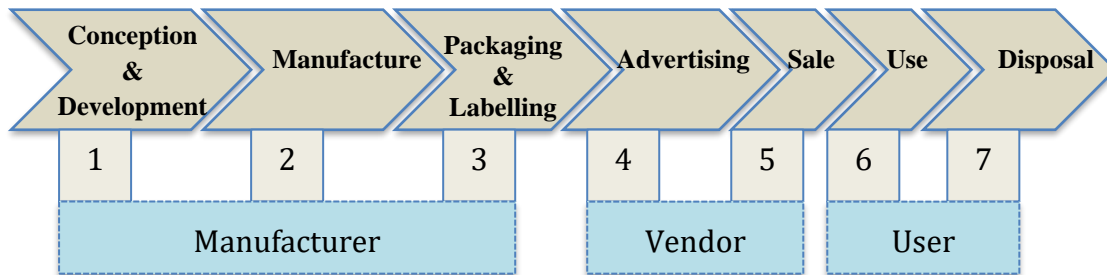 Conception
&
Development
Manufacture
Packaging
&
Labelling
Advertising
Sale
Use
Disposal
1
2
3
4
5
6
7
Manufacturer
Vendor
User